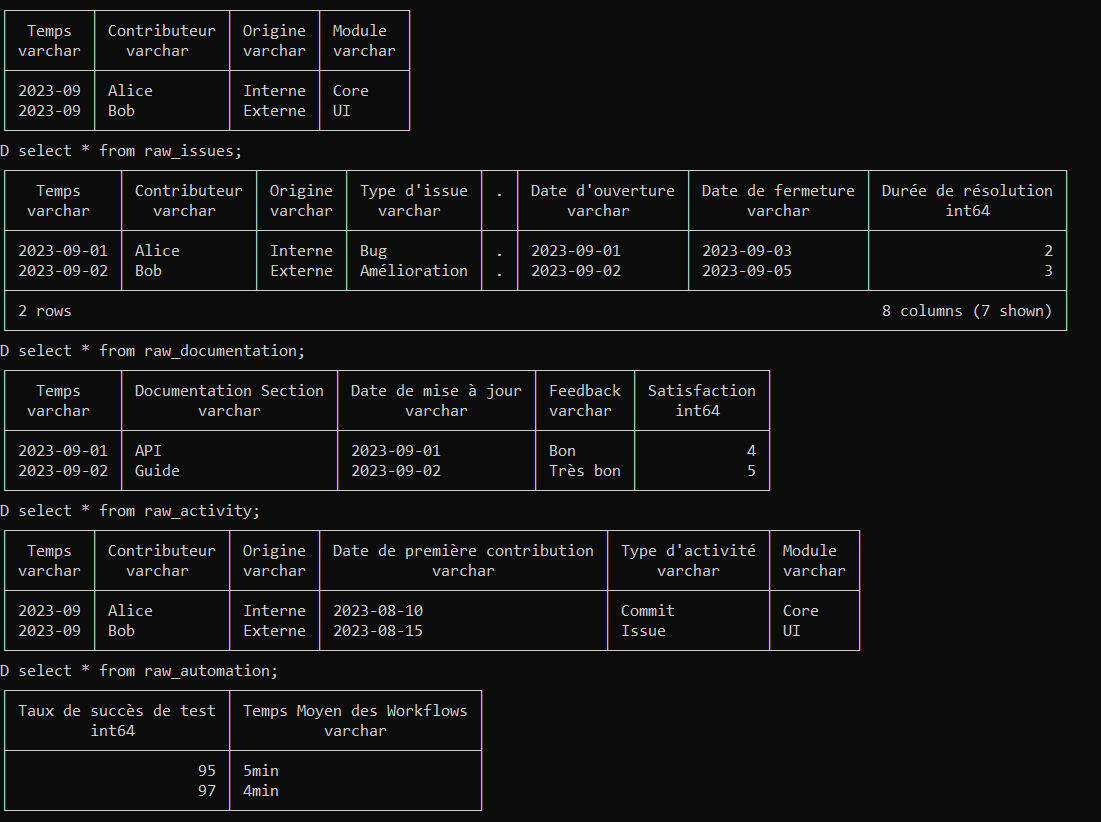 Temps Contributeur Origine Module
varchar varchar varchar varchar
2023-09 Alice Interne Core
2023-09 Bob Externe UI
D select * from raw_issues;
Temps Contributeur Origine Type d'issue . Date d'ouverture Date de fermeture Durée de résolution
varchar varchar varchar varchar varchar varchar int64
2023-09-01 Alice Interne Bug . 2023-09-01 2023-09-03 2
2023-09-02 Bob Externe Amélioration . 2023-09-02 2023-09-05 3
2 rows 8 columns (7 shown)
D select * from raw_documentation;
Temps Documentation Section Date de mise à jour Feedback Satisfaction
varchar varchar varchar varchar int64
2023-09-01 API 2023-09-01 Bon 4
2023-09-02 Guide 2023-09-02 Très bon 5
D select * from raw_activity;
Temps Contributeur Origine Date de première contribution Type d'activité Module
varchar varchar varchar varchar varchar varchar
2023-09 Alice Interne 2023-08-10 Commit Core
2023-09 Bob Externe 2023-08-15 Issue UI
D select * from raw_automation;
Taux de succès de test Temps Moyen des Workflows
int64 varchar
95 5min
97 4min